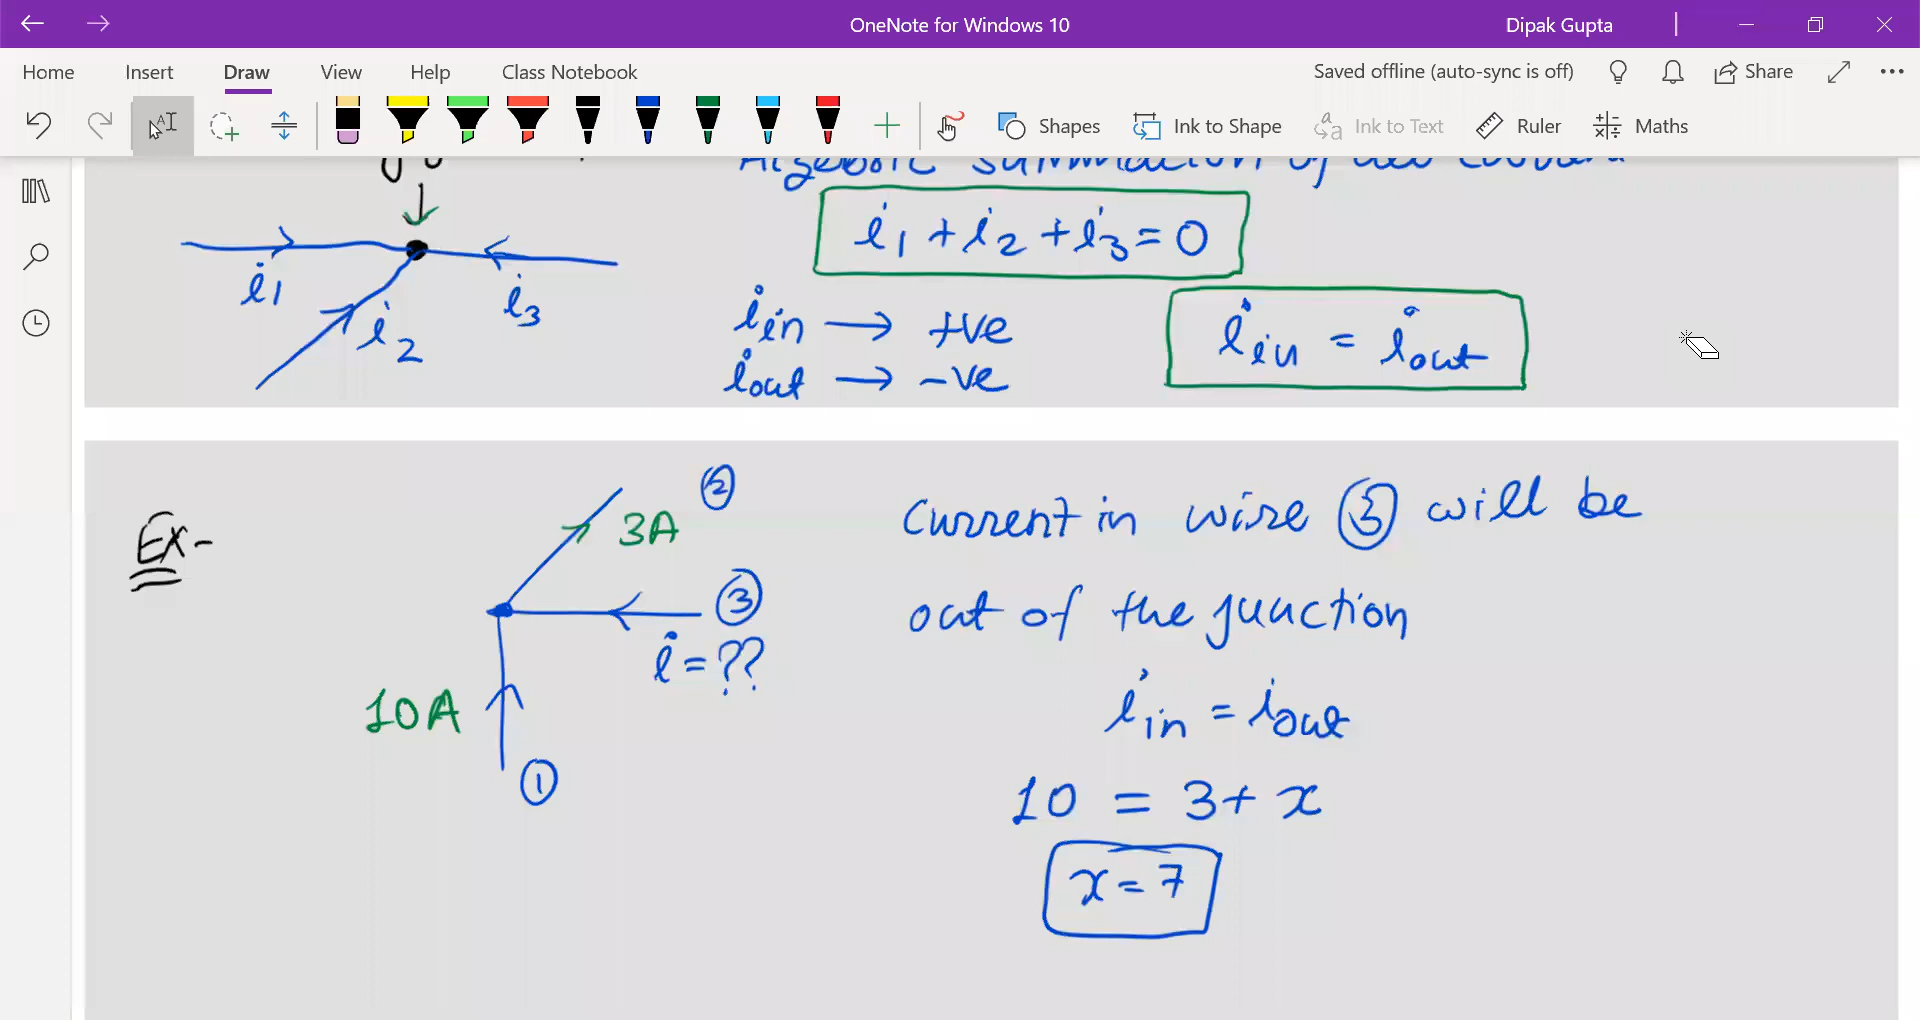 OneNote for Windows 10
Dipak Gupta
Home Insert Draw View Help Class Notebook
Saved offline (auto-sync is off) Share
Shapes Ink to Shape Ink to Text Ruler Maths
Algebric summation of
i1 + i2 + i3 = 0
i1
i2
i3
iin → +ve
iout → -ve
iin = iout
Ex-
②
3A
③
i = ??
10A
①
Current in wire ③ will be
out of the junction
iin = iout
10 = 3 + x
x = 7